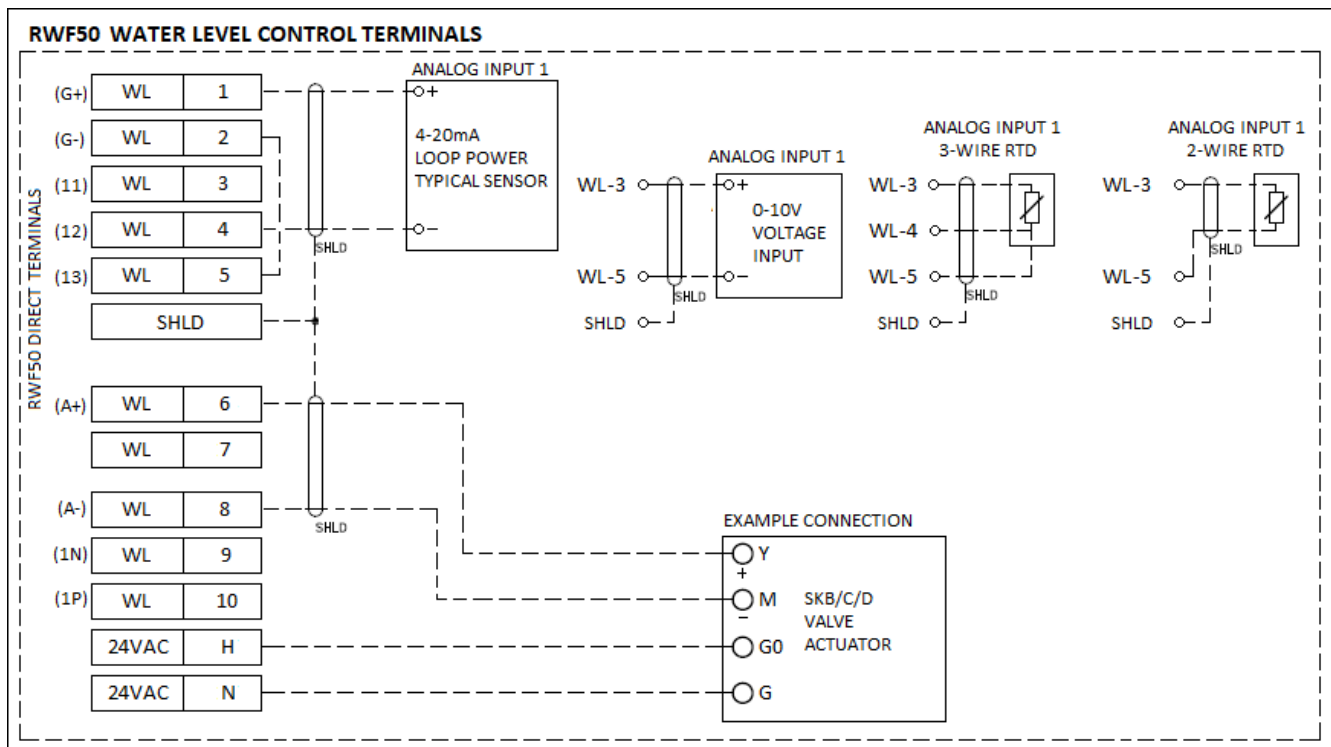 RWF50 WATER LEVEL CONTROL TERMINALS
RWF50 DIRECT TERMINALS
(G+) WL 1
(G-) WL 2
(11) WL 3
(12) WL 4
(13) WL 5
SHLD
(A+) WL 6
WL 7
(A-) WL 8
(1N) WL 9
(1P) WL 10
24VAC H
24VAC N
SHLD
SHLD
ANALOG INPUT 1
+
4-20mA
LOOP POWER
TYPICAL SENSOR
-
ANALOG INPUT 1
WL-3 +
0-10V
VOLTAGE
INPUT
WL-5 -
SHLD
SHLD
ANALOG INPUT 1
3-WIRE RTD
WL-3
WL-4
WL-5
SHLD
SHLD
ANALOG INPUT 1
2-WIRE RTD
WL-3
SHLD
WL-5
SHLD
EXAMPLE CONNECTION
Y
+
M SKB/C/D
- VALVE
G0 ACTUATOR
G